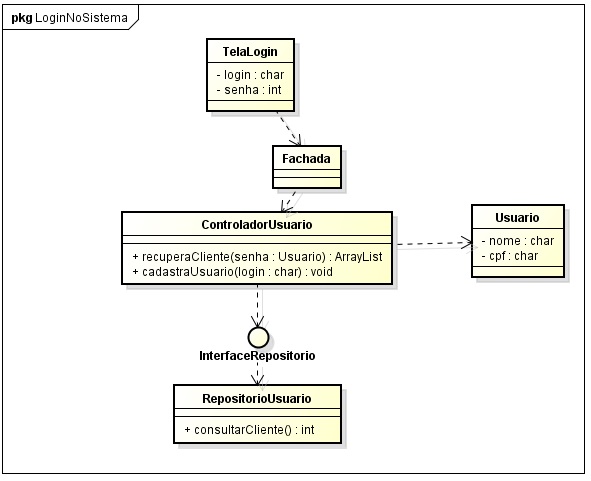 pkg LoginNoSistema
TelaLogin
- login : char
- senha : int
Fachada
ControladorUsuario
+ recuperaCliente(senha : Usuario) : ArrayList
+ cadastraUsuario(login : char) : void
Usuario
- nome : char
- cpf : char
InterfaceRepositorio
RepositorioUsuario
+ consultarCliente() : int